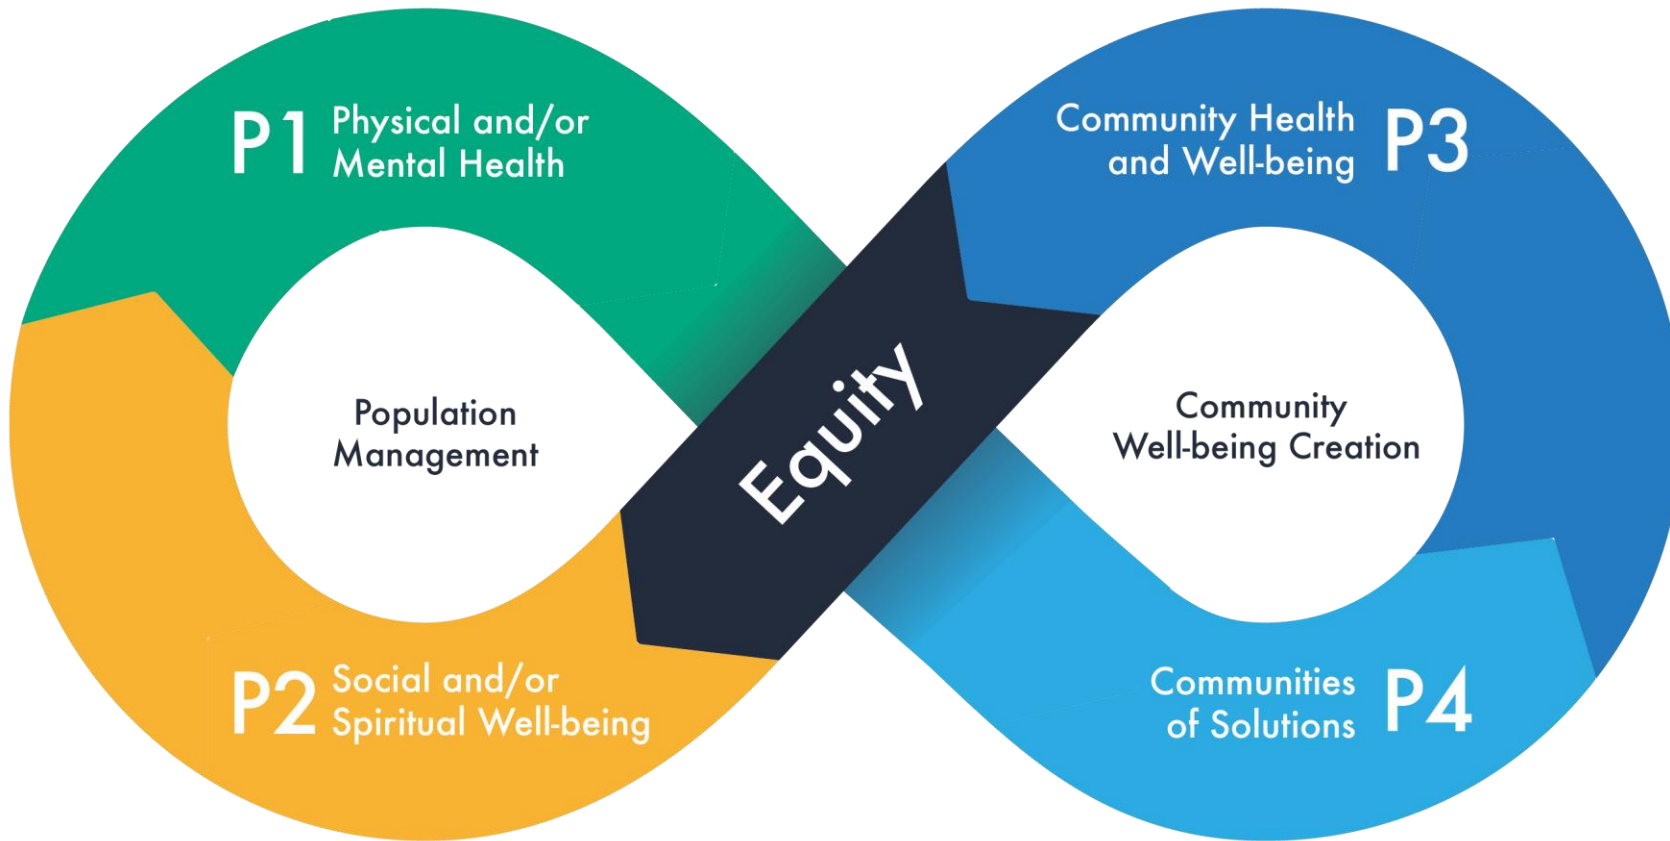 P1 Physical and/or
Mental Health
Community Health P3
and Well-being
Population
Management
Equity
Community
Well-being Creation
P2 Social and/or
Spiritual Well-being
Communities P4
of Solutions